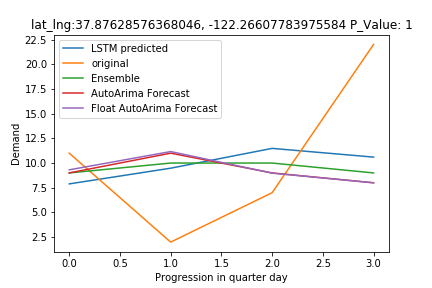 lat_lng:37.87628576368046, -122.26607783975584 P_Value: 1
22.5
20.0
17.5
15.0
12.5
10.0
7.5
5.0
2.5
Demand
LSTM predicted
original
Ensemble
AutoArima Forecast
Float AutoArima Forecast
0.0 0.5 1.0 1.5 2.0 2.5 3.0
Progression in quarter day